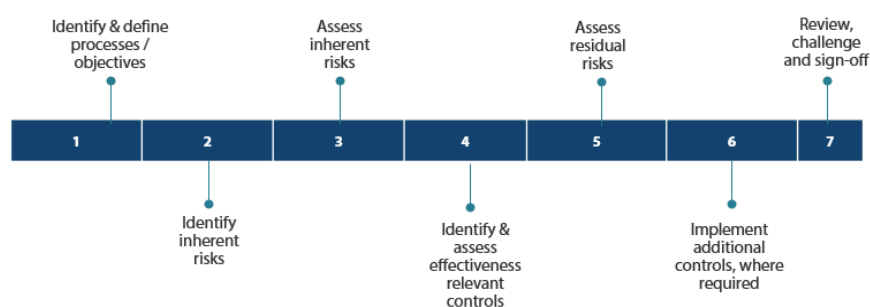 Identify & define
processes /
objectives
Assess
inherent
risks
Assess
residual
risks
Review,
challenge
and sign-off
1
2
3
4
5
6
7
Identify
inherent
risks
Identify &
assess
effectiveness
relevant
controls
Implement
additional
controls, where
required